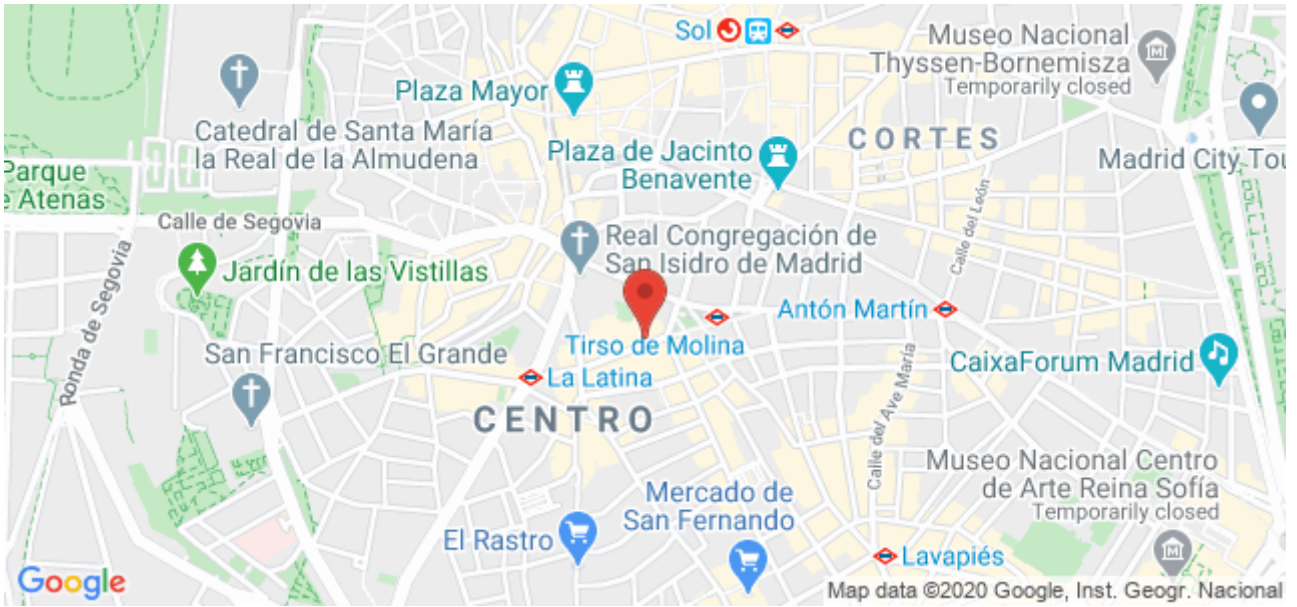 Sol
Museo Nacional
Thyssen-Bornemisza
Temporarily closed
Plaza Mayor
Catedral de Santa María
la Real de la Almudena
CORTES
Plaza de Jacinto
Benavente
Madrid City Tou
Parque
e Atenas
Calle de Segovia
Calle del León
Real Congregación de
San Isidro de Madrid
Jardín de las Vistillas
Ronda de Segovia
Antón Martín
Tirso de Molina
San Francisco El Grande
La Latina
CaixaForum Madrid
Calle del Ave María
CENTRO
Museo Nacional Centro
de Arte Reina Sofía
Temporarily closed
Mercado de
San Fernando
El Rastro
Lavapiés
Google
Map data ©2020 Google, Inst. Geogr. Nacional